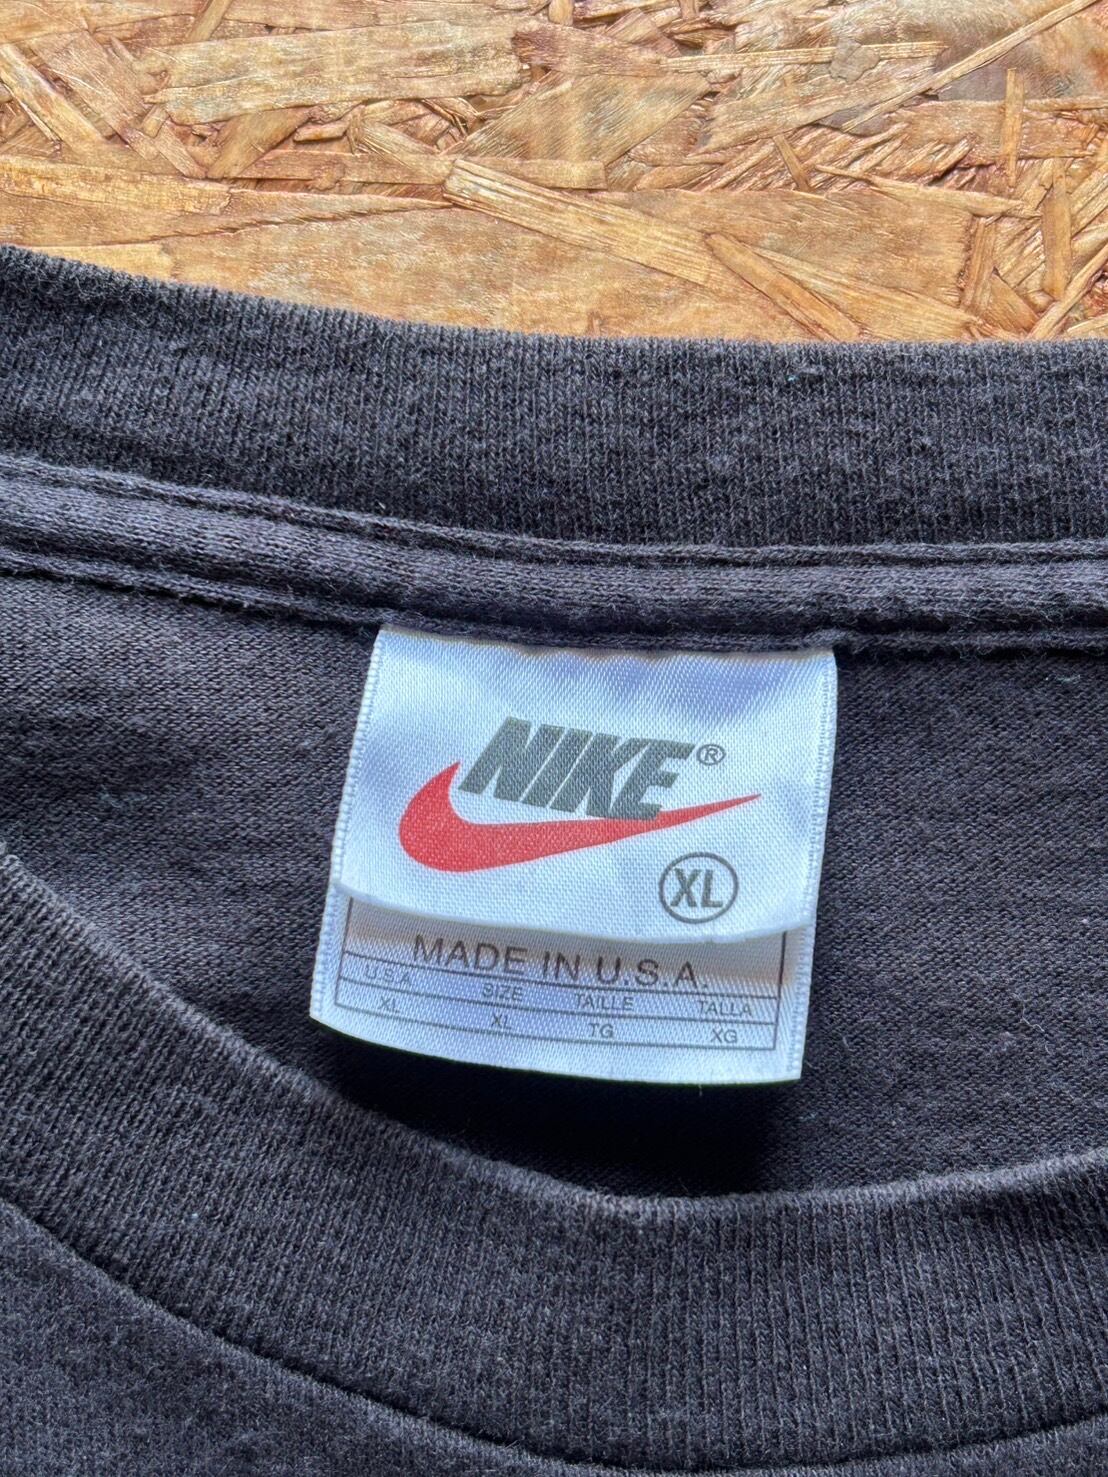 NIKE®
XL
MADE IN U.S.A.
U.S.A SIZE TAILLE TALLA
XL XL TG XG